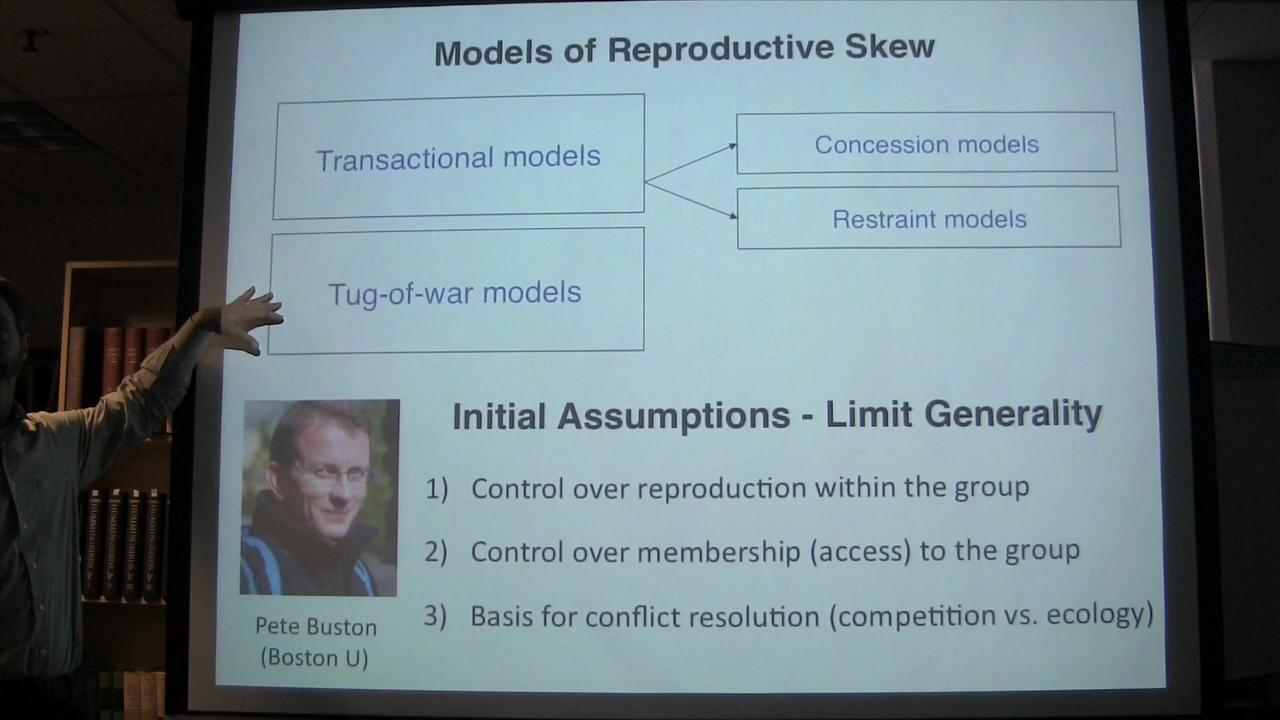 Models of Reproductive Skew
Transactional models
Concession models
Restraint models
Tug-of-war models
Initial Assumptions - Limit Generality
1) Control over reproduction within the group
2) Control over membership (access) to the group
3) Basis for conflict resolution (competition vs. ecology)
Pete Buston
(Boston U)